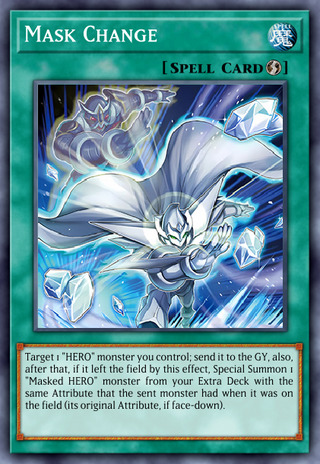 Mask Change
魔
[Spell Card]
Target 1 "HERO" monster you control; send it to the GY, also,
after that, if it left the field by this effect, Special Summon 1
"Masked HERO" monster from your Extra Deck with the
same Attribute that the sent monster had when it was on
the field (its original Attribute, if face-down).